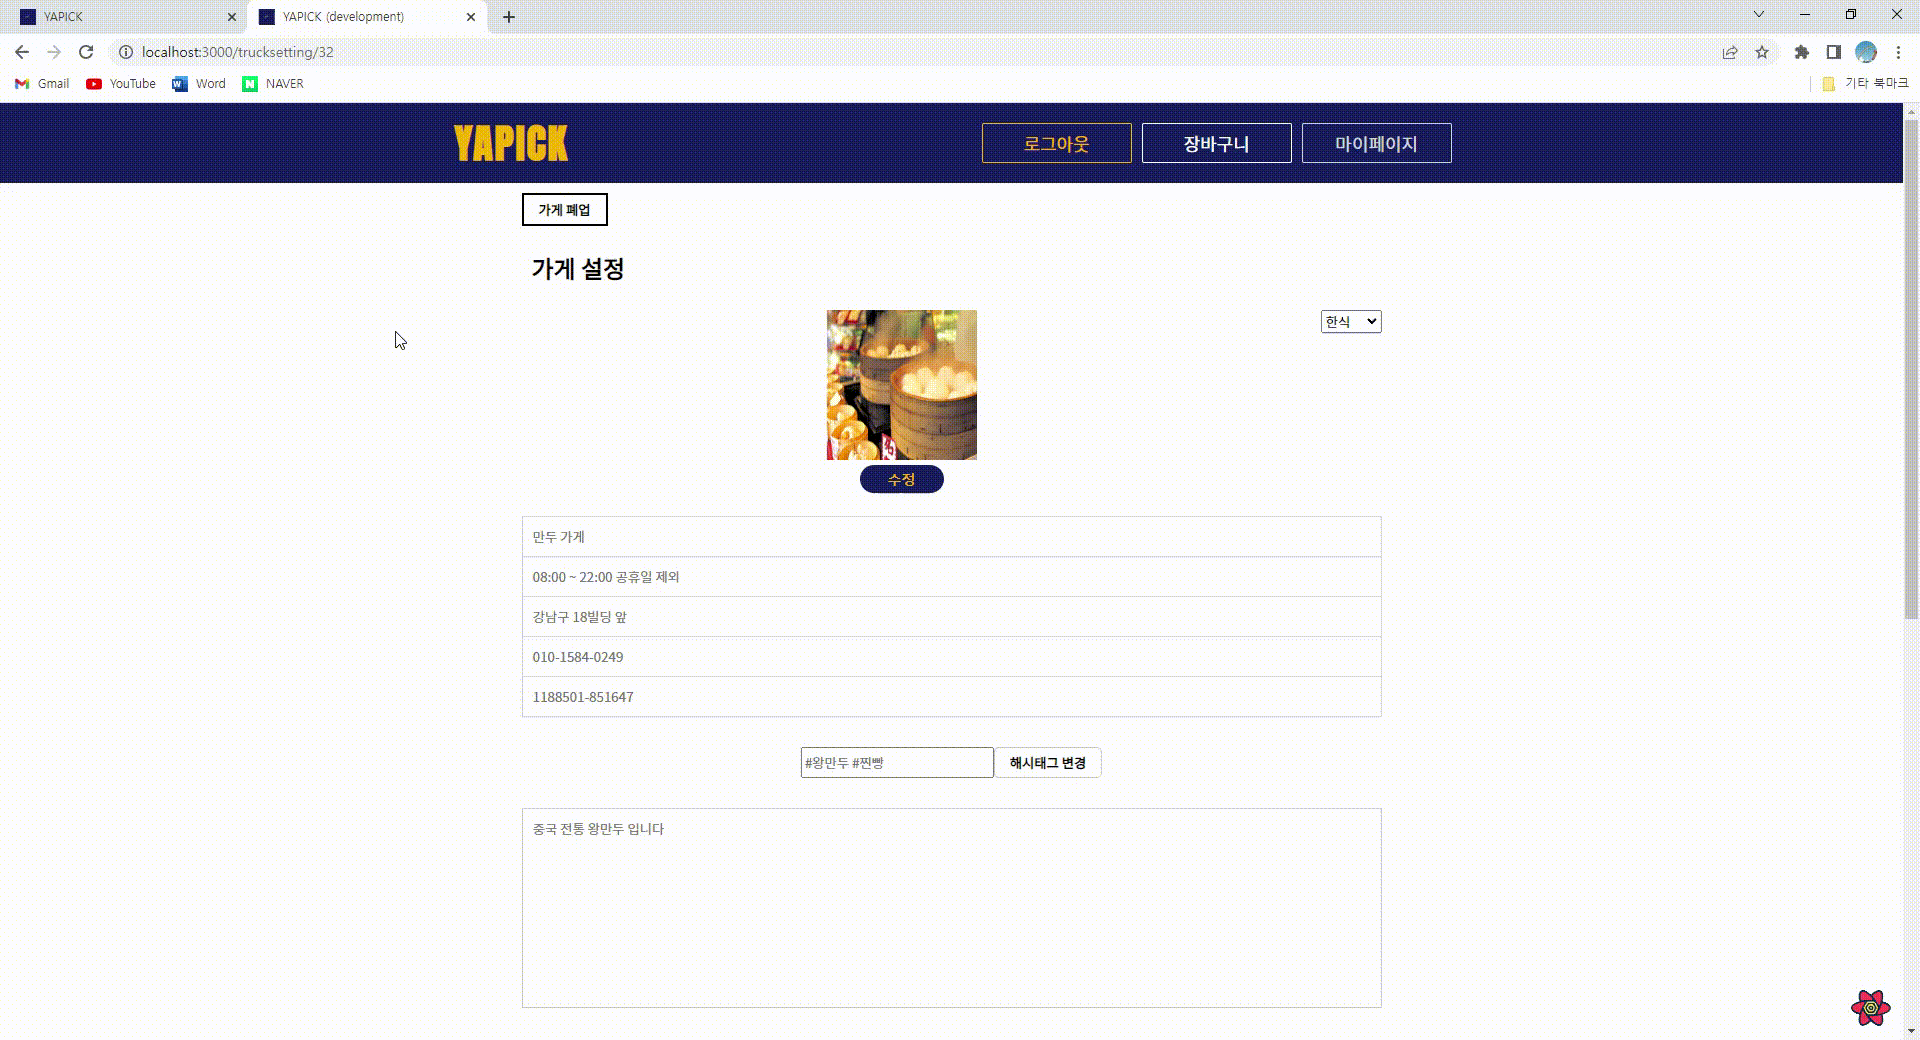 YAPICK
YAPICK (development)
localhost:3000/trucksetting/32
Gmail
YouTube
Word
NAVER
기타 북마크
YAPICK
로그아웃
장바구니
마이페이지
가게 폐업
가게 설정
한식
수정
만두 가게
08:00 ~ 22:00 공휴일 제외
강남구 18빌딩 앞
010-1584-0249
1188501-851647
#왕만두 #찐빵
해시태그 변경
중국 전통 왕만두 입니다